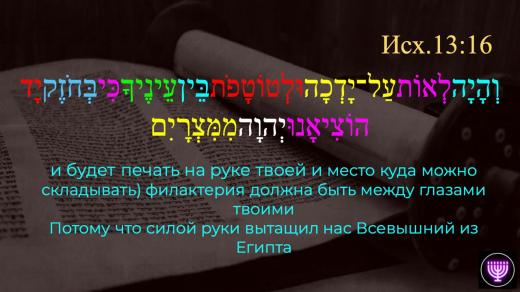 Исх.13:16
וְהָיָה לְאוֹת עַל־יָדְכָה וּלְטוֹטָפֹת בֵּין עֵינֶיךָ כִּי בְּחֹזֶק יָד
הוֹצִיאָנוּ יְהוָה מִמִּצְרָיִם
и будет печать на руке твоей и место куда можно
складывать) филактерия должна быть между глазами
твоими
Потому что силой руки вытащил нас Всевышний из
Египта